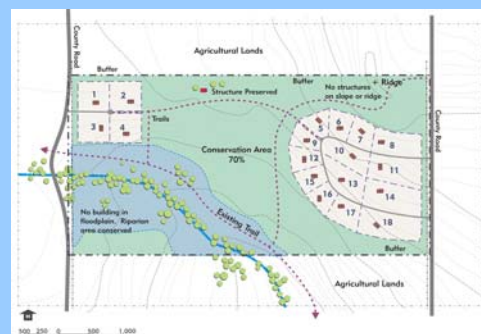 Agricultural Lands
County Road
Buffer
Buffer
+ Ridge
No structures
on slope or ridge
Structure Preserved
1
2
3
4
Trails
Conservation Area
70%
5
6
7
8
9
10
11
12
13
14
15
16
17
18
County Road
No building in
floodplain, Riparian
area conserved
Existing Trail
Buffer
Agricultural Lands
500 250 0 500 1,000